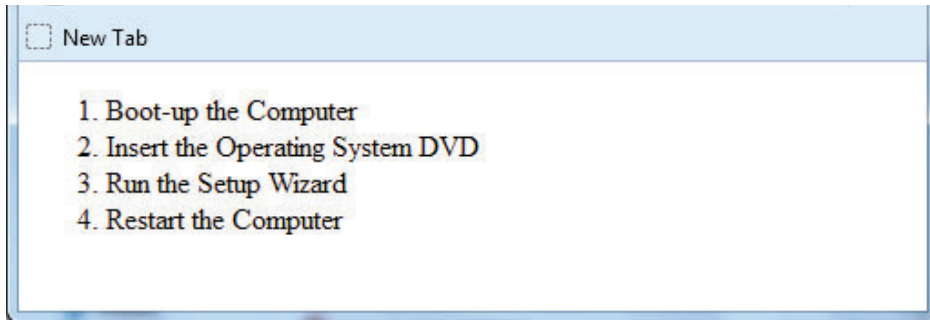 New Tab
1. Boot-up the Computer
2. Insert the Operating System DVD
3. Run the Setup Wizard
4. Restart the Computer